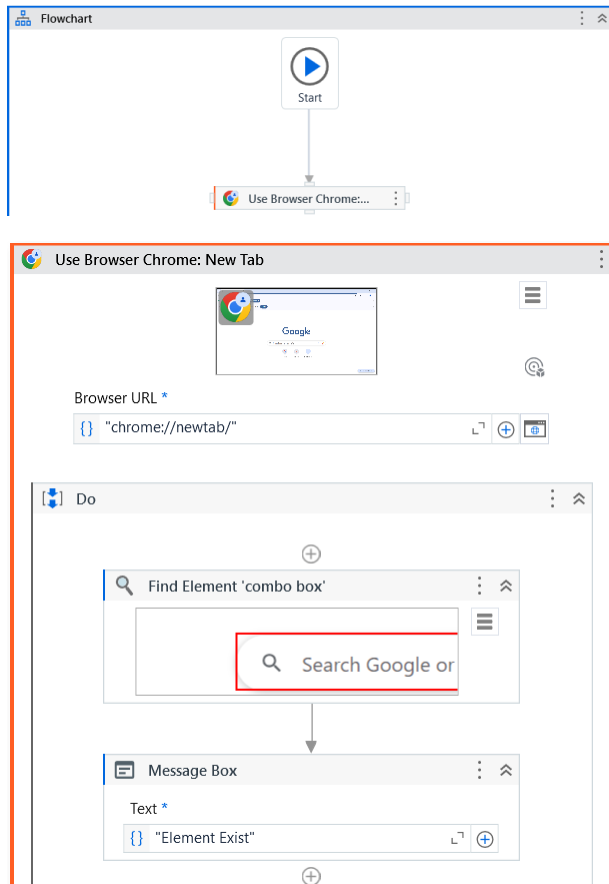 Flowchart
Start
Use Browser Chrome:...
Use Browser Chrome: New Tab
Google
Browser URL *
{} "chrome://newtab/"
Do
Find Element 'combo box'
Search Google or
Message Box
Text *
{} "Element Exist"